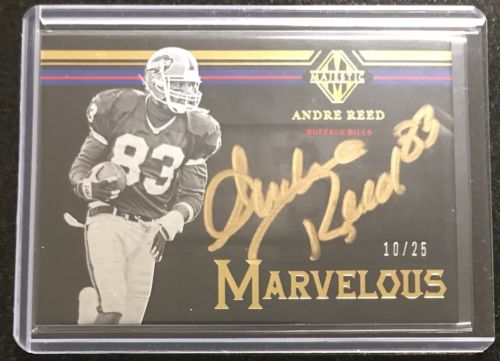 MAJESTIC
ANDRE REED
BUFFALO BILLS
83
Andre Reed 83
10/25
MARVELOUS